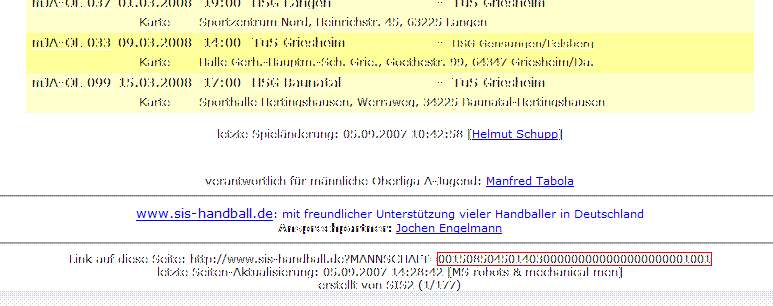 mJA-OL 037 01.03.2008 19:00 HSG Langen - TuS Griesheim
Karte Sportzentrum Nord, Heinrichstr. 45, 63225 Langen
mJA-OL 033 09.03.2008 14:00 TuS Griesheim - HSG Gensungen/Felsberg
Karte Halle Gerh.-Hauptm.-Sch. Grie., Goethestr. 99, 64347 Griesheim/Da.
mJA-OL 099 15.03.2008 17:00 HSG Baunatal - TuS Griesheim
Karte Sporthalle Hertingshausen, Werraweg, 34225 Baunatal-Hertingshausen
letzte Spieländerung: 05.09.2007 10:42:58 [Helmut Schupp]
verantwortlich für männliche Oberliga A-Jugend: Manfred Tabola
www.sis-handball.de: mit freundlicher Unterstützung vieler Handballer in Deutschland
Ansprechpartner: Jochen Engelmann
Link auf diese Seite: http://www.sis-handball.de?MANNSCHAFT=
letzte Seiten-Aktualisierung: 05.09.2007 14:28:42 [MS robots & mechanical men]
erstellt von SIS2 (1/177)